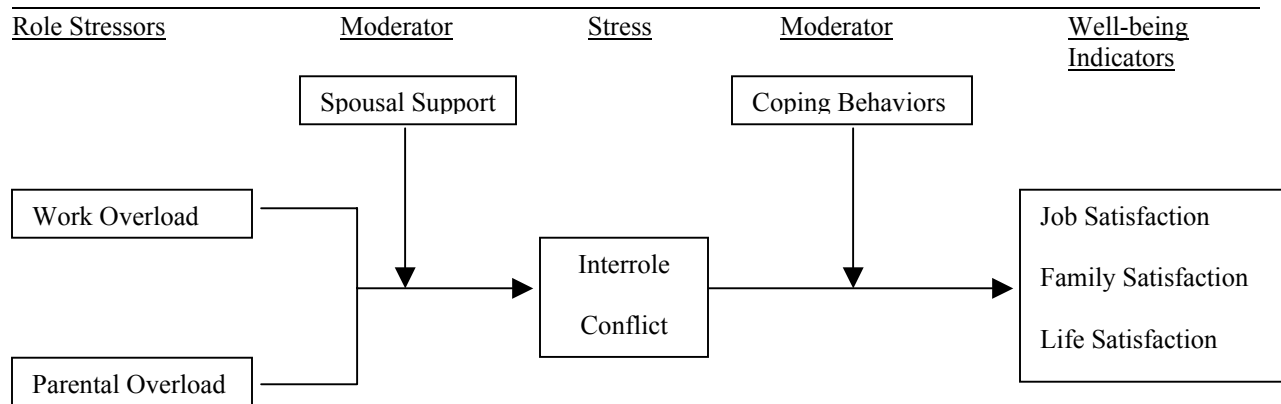 Role Stressors Moderator Stress Moderator Well-being
Indicators
Spousal Support Coping Behaviors
Work Overload
Job Satisfaction
Interrole
Family Satisfaction
Conflict
Life Satisfaction
Parental Overload